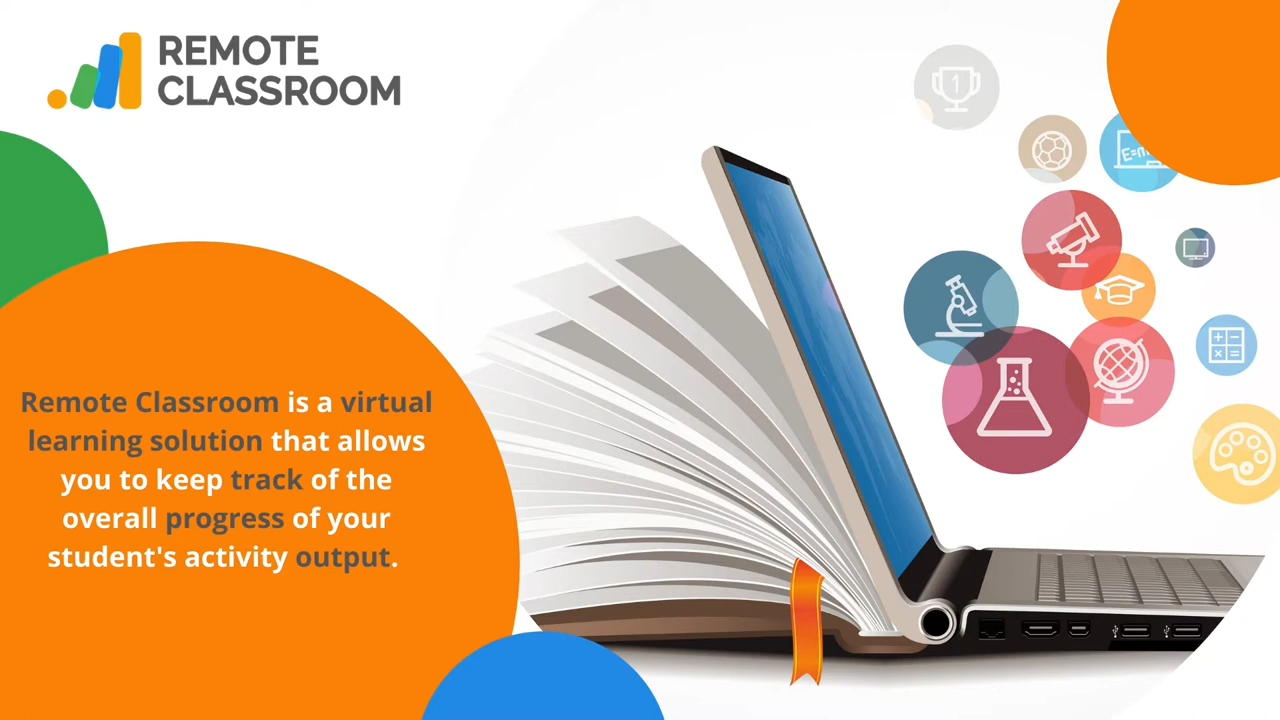 REMOTE
CLASSROOM
1
Remote Classroom is a virtual
learning solution that allows
you to keep track of the
overall progress of your
student's activity output.